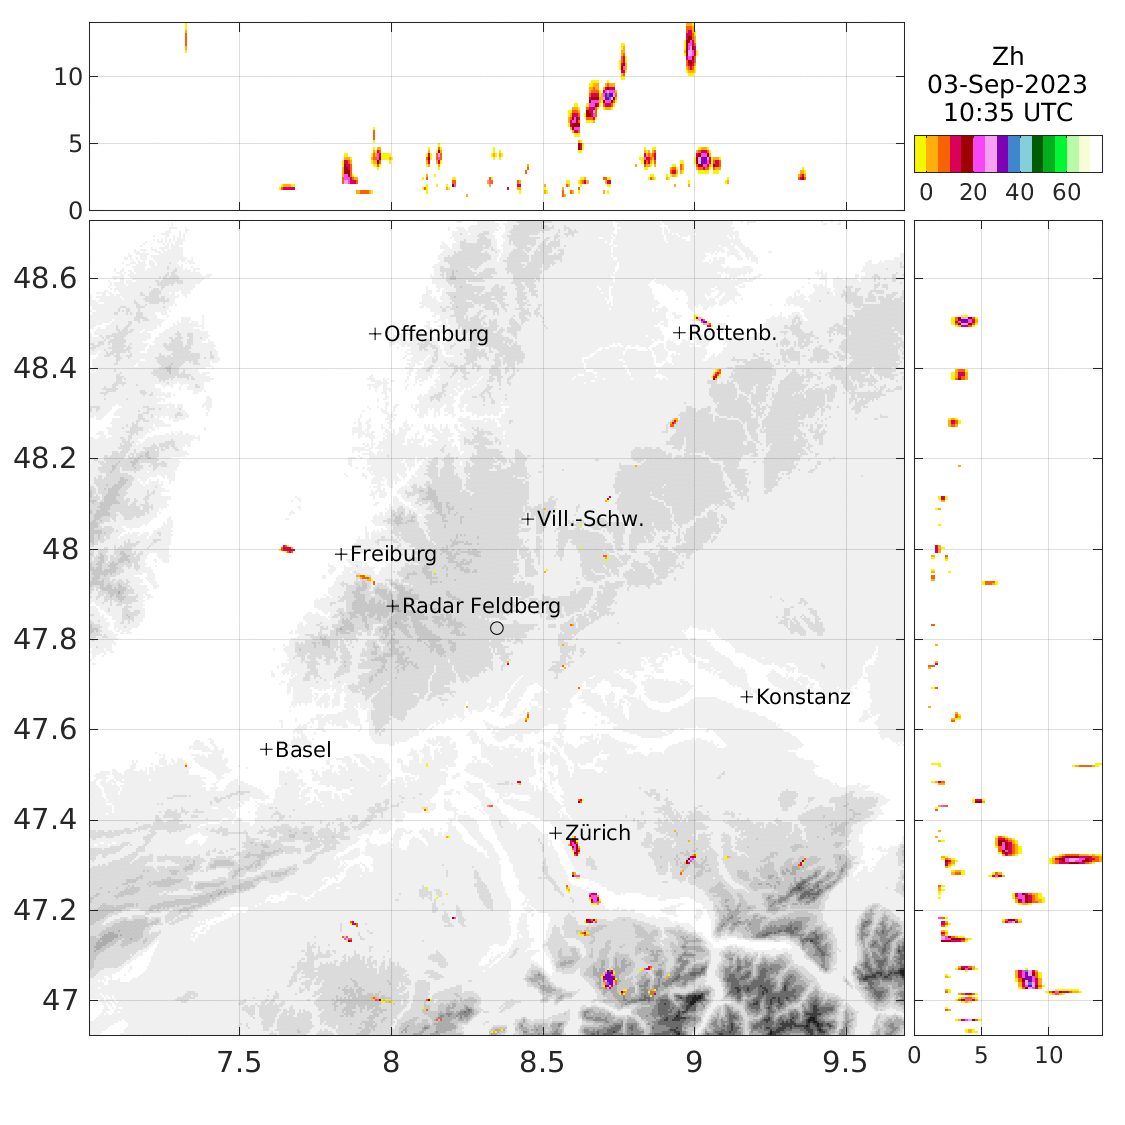 10
5
0
Zh
03-Sep-2023
10:35 UTC
0 20 40 60
48.6
48.4
48.2
48
47.8
47.6
47.4
47.2
47
+Offenburg
+Rottenb.
+Vill.-Schw.
+Freiburg
+Radar Feldberg
+Konstanz
+Basel
+Zürich
7.5 8 8.5 9 9.5
0 5 10